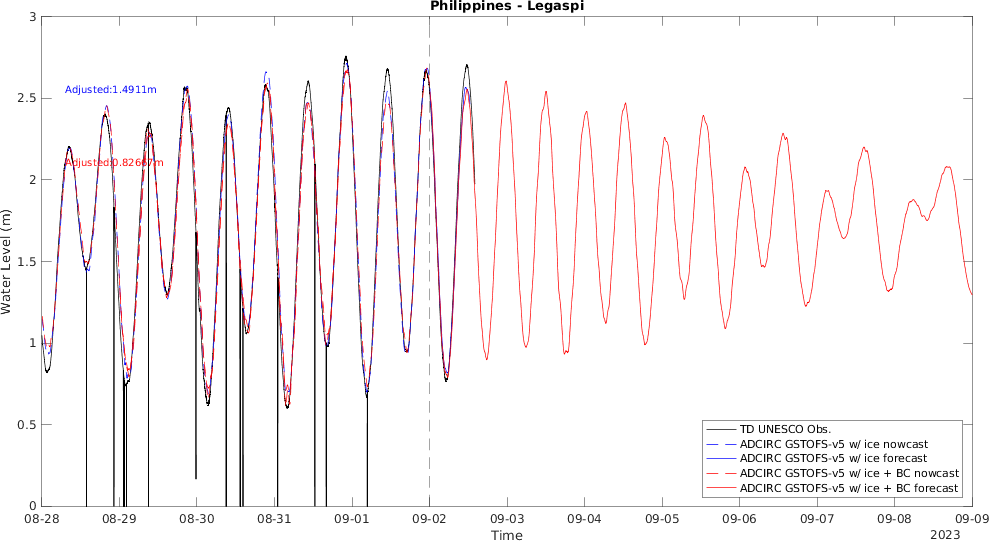 Philippines - Legaspi
Water Level (m)
3
2.5
2
1.5
1
0.5
0
Adjusted:1.4911m
Adjusted:0.82667m
TD UNESCO Obs.
ADCIRC GSTOFS-v5 w/ ice nowcast
ADCIRC GSTOFS-v5 w/ ice forecast
ADCIRC GSTOFS-v5 w/ ice + BC nowcast
ADCIRC GSTOFS-v5 w/ ice + BC forecast
08-28 08-29 08-30 08-31 09-01 09-02 09-03 09-04 09-05 09-06 09-07 09-08 09-09
Time
2023